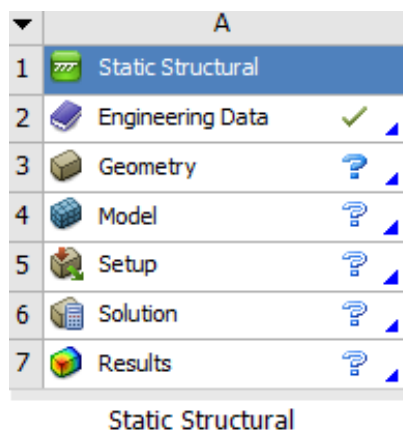 A
1 Static Structural
2 Engineering Data
3 Geometry ?
4 Model ?
5 Setup ?
6 Solution ?
7 Results ?
Static Structural